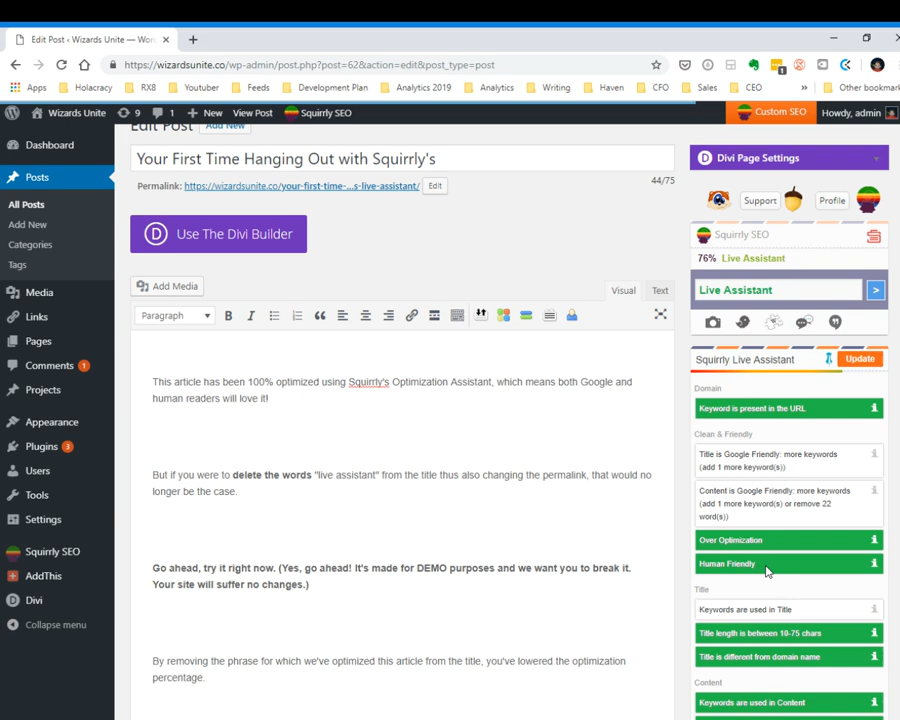 Edit Post ‹ Wizards Unite — Wor
https://wizardsunite.co/wp-admin/post.php?post=62&action=edit&post_type=post
Apps Holacracy RX8 Youtuber Feeds Development Plan Analytics 2019 Analytics Writing Haven CFO Sales CEO » Other bookmark
Wizards Unite 9 1 + New View Post Squirrly SEO Custom SEO Howdy, admin
Dashboard
Posts
All Posts
Add New
Categories
Tags
Media
Links
Pages
Comments 1
Projects
Appearance
Plugins 3
Users
Tools
Settings
Squirrly SEO
AddThis
Divi
Collapse menu
Edit Post Add New
Your First Time Hanging Out with Squirrly's
Permalink: https://wizardsunite.co/your-first-time-...s-live-assistant/ Edit
44/75
D Use The Divi Builder
Add Media
Visual Text
Paragraph B I
This article has been 100% optimized using Squirrly's Optimization Assistant, which means both Google and
human readers will love it!
But if you were to delete the words "live assistant" from the title thus also changing the permalink, that would no
longer be the case.
Go ahead, try it right now. (Yes, go ahead! It's made for DEMO purposes and we want you to break it.
Your site will suffer no changes.)
By removing the phrase for which we've optimized this article from the title, you've lowered the optimization
percentage.
D Divi Page Settings
Support Profile
Squirrly SEO
76% Live Assistant
Live Assistant >
Squirrly Live Assistant Update
Domain
Keyword is present in the URL
Clean & Friendly
Title is Google Friendly: more keywords
(add 1 more keyword(s))
Content is Google Friendly: more keywords
(add 1 more keyword(s) or remove 22
word(s))
Over Optimization
Human Friendly
Title
Keywords are used in Title
Title length is between 10-75 chars
Title is different from domain name
Content
Keywords are used in Content